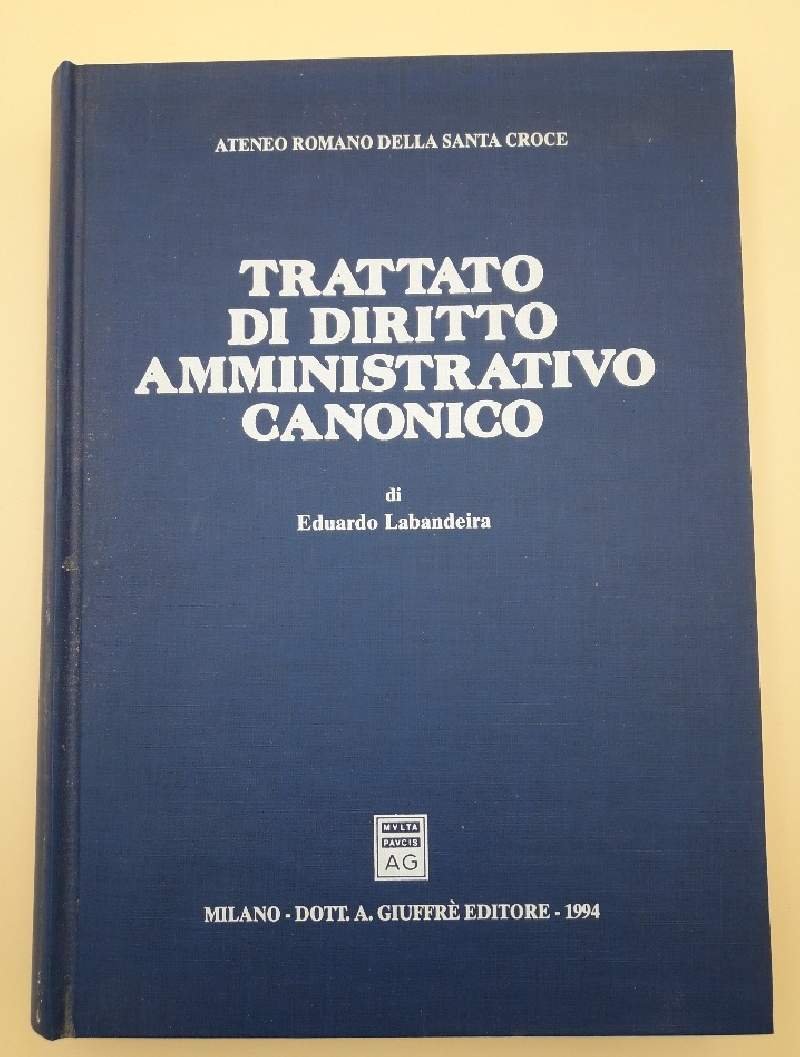 ATENEO ROMANO DELLA SANTA CROCE
TRATTATO
DI DIRITTO
AMMINISTRATIVO
CANONICO
di
Eduardo Labandeira
MVLTA
PAVCIS
AG
MILANO - DOTT. A. GIUFFRÈ EDITORE - 1994